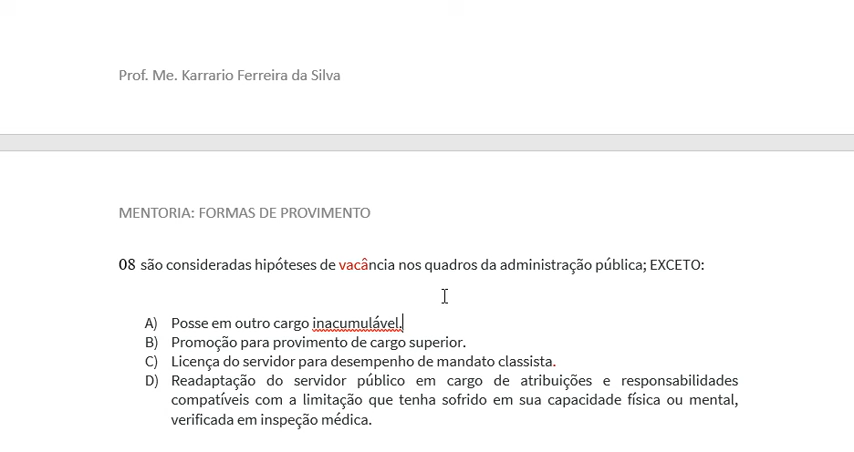 Prof. Me. Karrario Ferreira da Silva
MENTORIA: FORMAS DE PROVIMENTO
08 são consideradas hipóteses de vacância nos quadros da administração pública; EXCETO:
A) Posse em outro cargo inacumulável.
B) Promoção para provimento de cargo superior.
C) Licença do servidor para desempenho de mandato classista.
D) Readaptação do servidor público em cargo de atribuições e responsabilidades
compatíveis com a limitação que tenha sofrido em sua capacidade física ou mental,
verificada em inspeção médica.